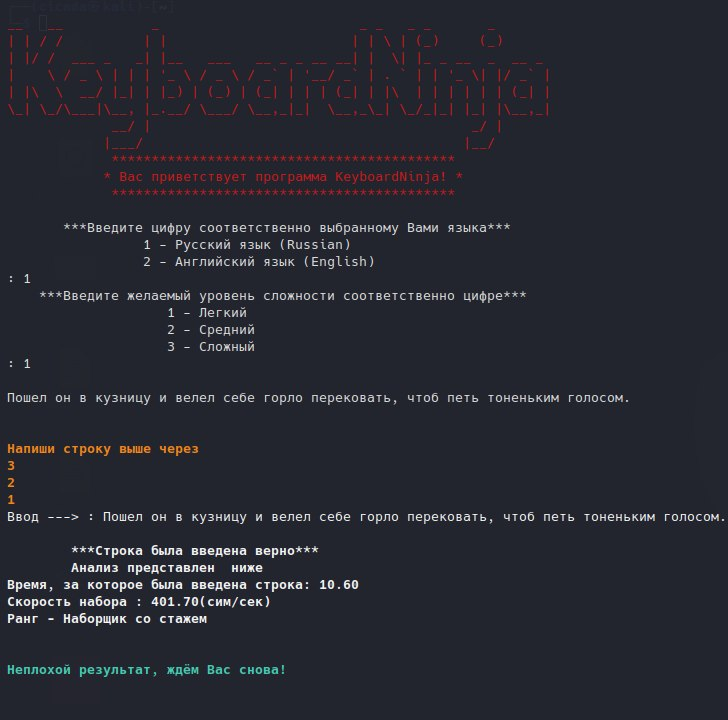 KeyboardNinja
******************************************
* Вас приветствует программа KeyboardNinja! *
******************************************
***Введите цифру соответственно выбранному Вами языка***
1 - Русский язык (Russian)
2 - Английский язык (English)
: 1
***Введите желаемый уровень сложности соответственно цифре***
1 - Легкий
2 - Средний
3 - Сложный
: 1
Пошел он в кузницу и велел себе горло перековать, чтоб петь тоненьким голосом.
Напиши строку выше через
3
2
1
Ввод ---> : Пошел он в кузницу и велел себе горло перековать, чтоб петь тоненьким голосом.
***Строка была введена верно***
Анализ представлен  ниже
Время, за которое была введена строка: 10.60
Скорость набора : 401.70(сим/сек)
Ранг - Наборщик со стажем
Неплохой результат, ждём Вас снова!